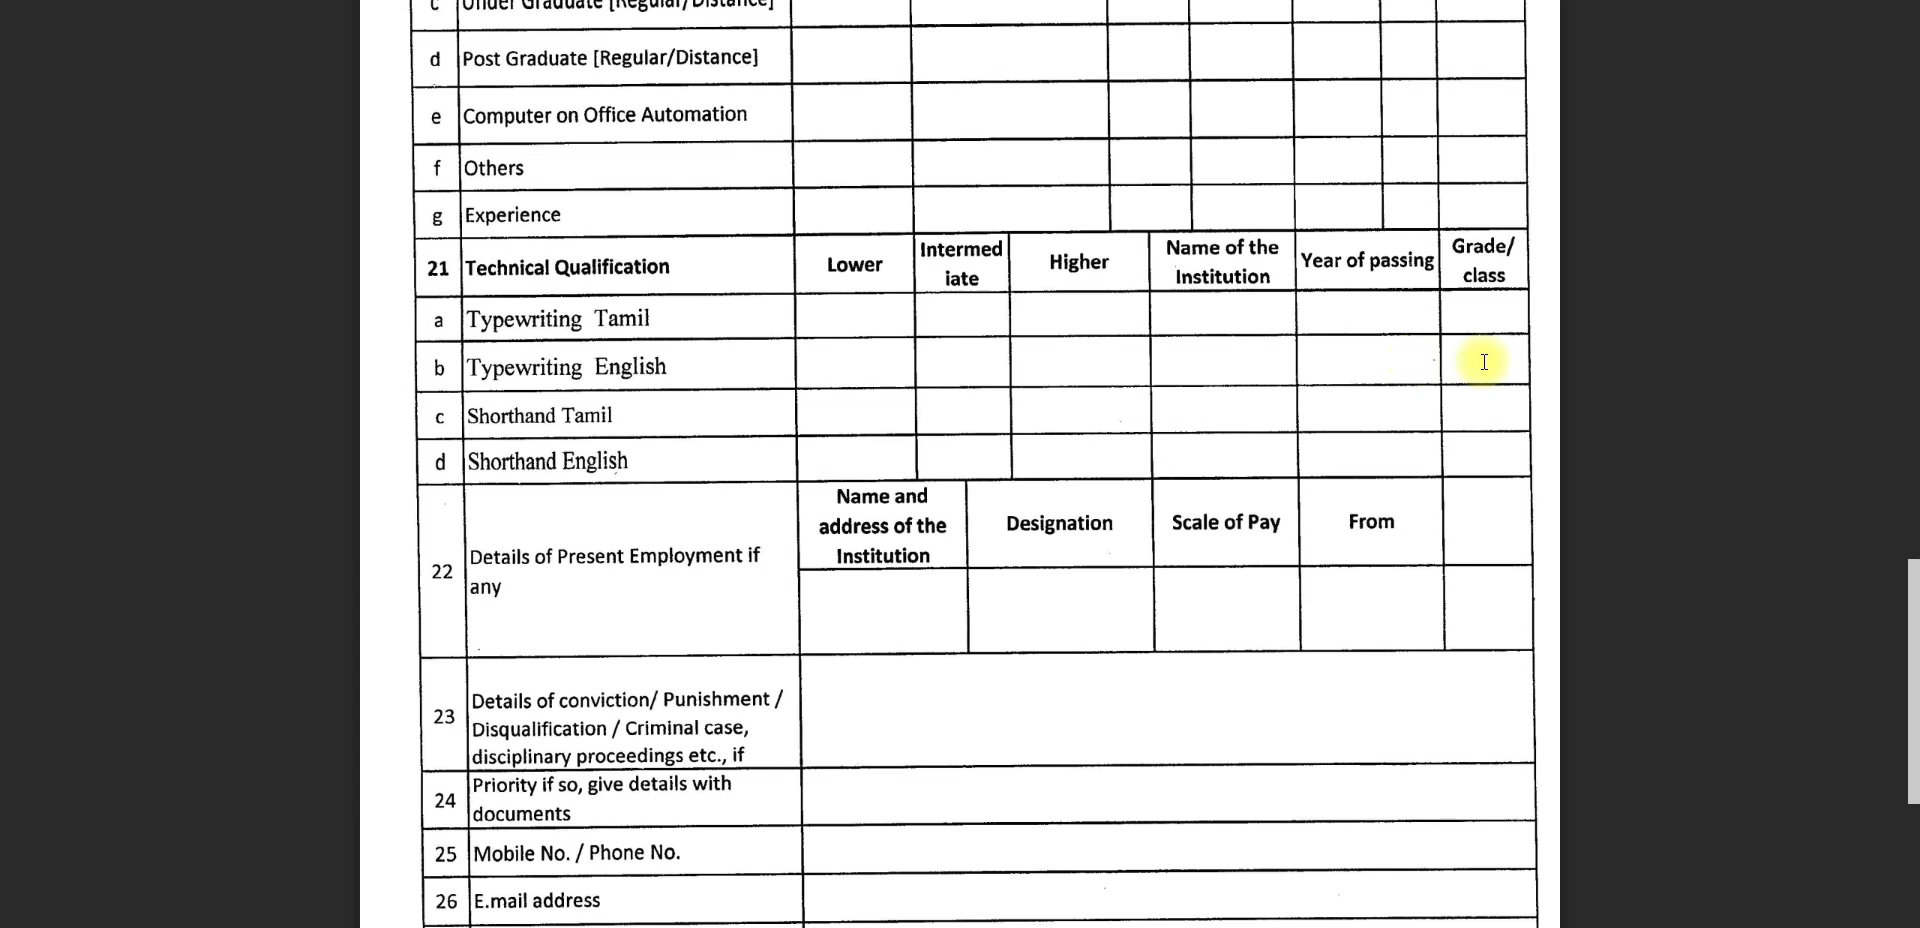 c Under Graduate [Regular/Distance]
d Post Graduate [Regular/Distance]
e Computer on Office Automation
f Others
g Experience
21 Technical Qualification Lower Intermed iate Higher Name of the Institution Year of passing Grade/ class
a Typewriting Tamil
b Typewriting English
c Shorthand Tamil
d Shorthand English
22 Details of Present Employment if any
Name and address of the Institution Designation Scale of Pay From
23 Details of conviction/ Punishment /
Disqualification / Criminal case,
disciplinary proceedings etc., if
24 Priority if so, give details with
documents
25 Mobile No. / Phone No.
26 E.mail address